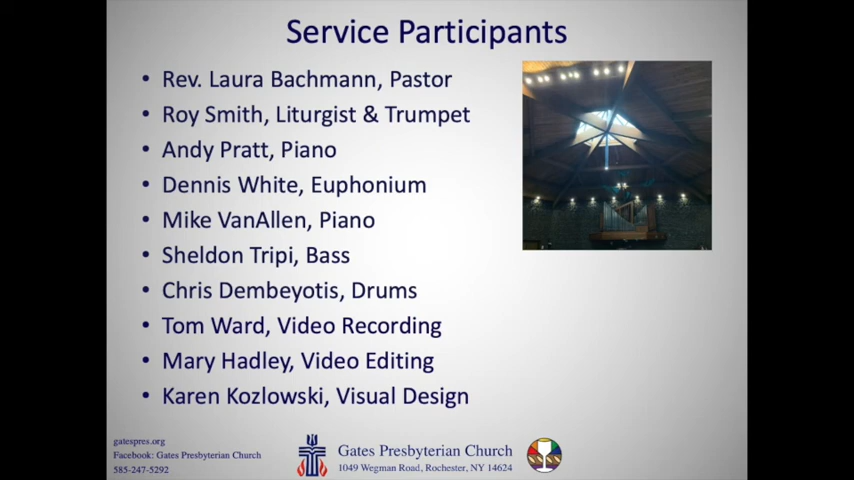 Service Participants
• Rev. Laura Bachmann, Pastor
• Roy Smith, Liturgist & Trumpet
• Andy Pratt, Piano
• Dennis White, Euphonium
• Mike VanAllen, Piano
• Sheldon Tripi, Bass
• Chris Dembeyotis, Drums
• Tom Ward, Video Recording
• Mary Hadley, Video Editing
• Karen Kozlowski, Visual Design
gatespres.org
Facebook: Gates Presbyterian Church
585-247-5292
Gates Presbyterian Church
1049 Wegman Road, Rochester, NY 14624